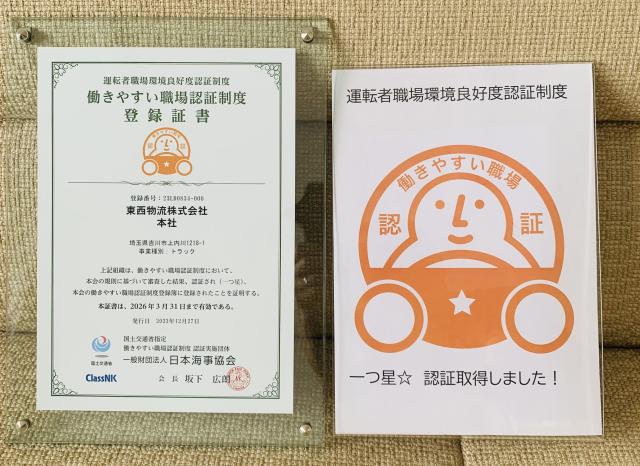 運転者職場環境良好度認証制度
働きやすい職場認証制度
登録証書
働きやすい職場
認 証
登録番号：23LB0824-000
東西物流株式会社
本社
埼玉県吉川市上内川1218-1
事業種別：トラック
上記組織は、働きやすい職場認証制度において、
本会の規則に基づいて審査した結果、認証され（一つ星）、
本会の働きやすい職場認証制度登録簿に登録されたことを証明する。
本証書は、2026年3月31日まで有効である。
発行日 2023年12月27日
国土交通省
ClassNK
国土交通省指定
働きやすい職場認証制度 認証実施団体
一般財団法人 日本海事協会
会長 坂下 広朗
運転者職場環境良好度認証制度
働きやすい職場
認 証
一つ星☆ 認証取得しました！